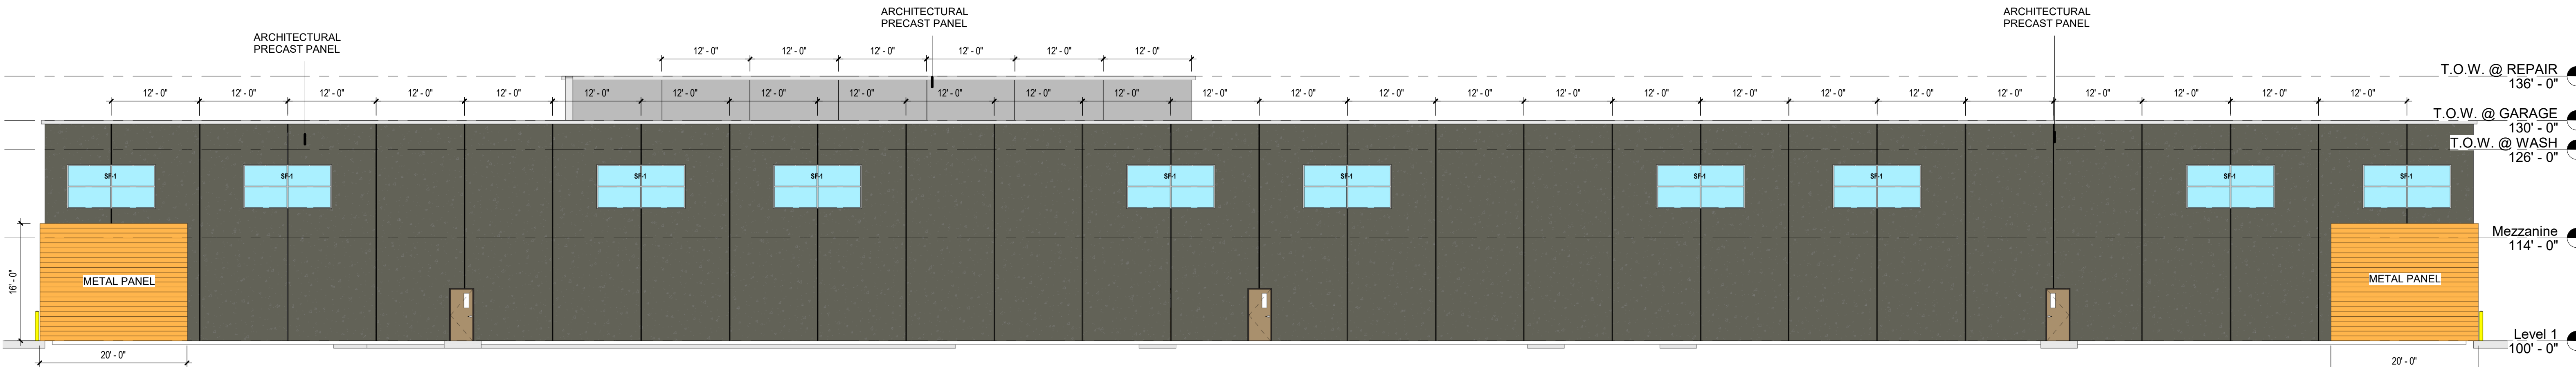 ARCHITECTURAL
PRECAST PANEL
ARCHITECTURAL
PRECAST PANEL
ARCHITECTURAL
PRECAST PANEL
12' - 0" 12' - 0" 12' - 0" 12' - 0" 12' - 0" 12' - 0"
T.O.W. @ REPAIR
136' - 0"
12' - 0" 12' - 0" 12' - 0" 12' - 0" 12' - 0" 12' - 0" 12' - 0" 12' - 0" 12' - 0" 12' - 0" 12' - 0" 12' - 0" 12' - 0" 12' - 0" 12' - 0" 12' - 0" 12' - 0" 12' - 0" 12' - 0" 12' - 0" 12' - 0" 12' - 0" 12' - 0" 12' - 0" 12' - 0" 12' - 0"
T.O.W. @ GARAGE
130' - 0"
T.O.W. @ WASH
126' - 0"
SF-1 SF-1 SF-1 SF-1 SF-1 SF-1 SF-1 SF-1 SF-1 SF-1
Mezzanine
114' - 0"
16' - 0"
METAL PANEL
METAL PANEL
Level 1
100' - 0"
20' - 0"
20' - 0"